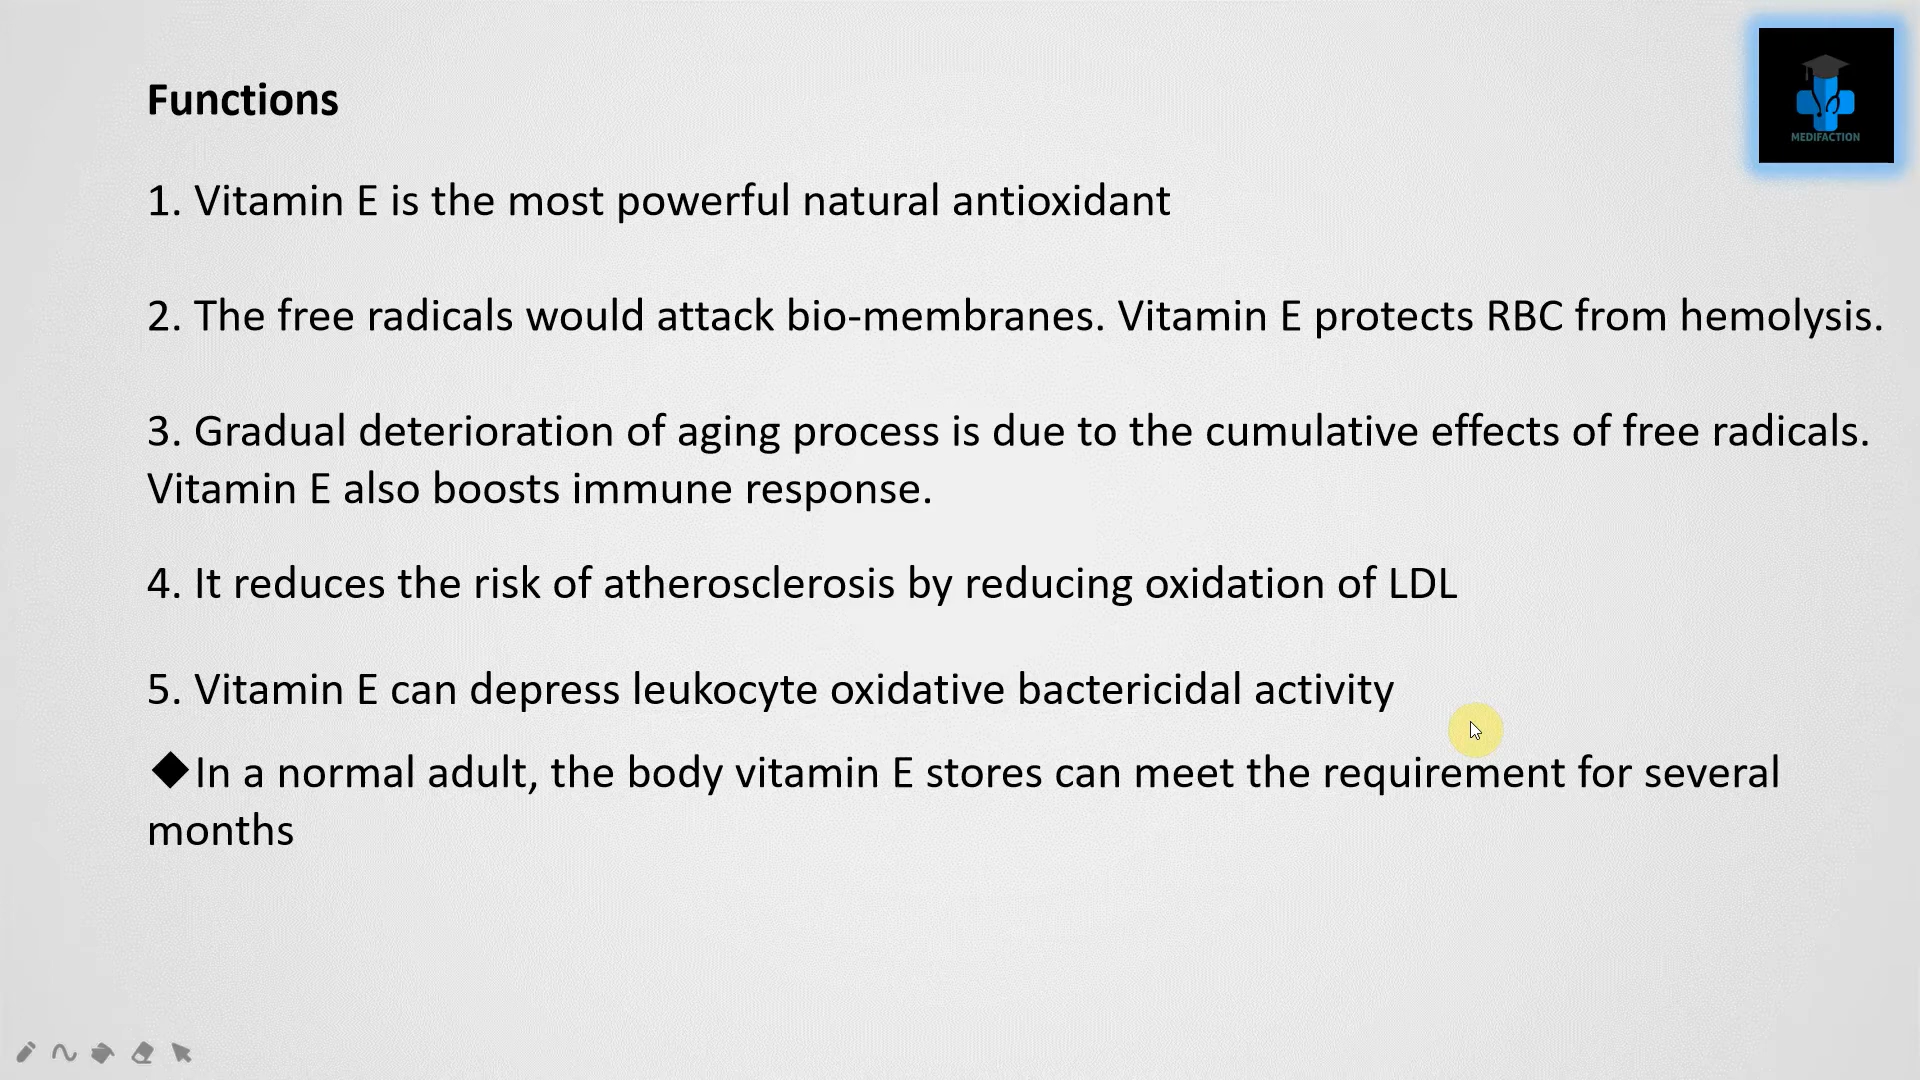 Functions
MEDIFACTION
1. Vitamin E is the most powerful natural antioxidant
2. The free radicals would attack bio-membranes. Vitamin E protects RBC from hemolysis.
3. Gradual deterioration of aging process is due to the cumulative effects of free radicals.
Vitamin E also boosts immune response.
4. It reduces the risk of atherosclerosis by reducing oxidation of LDL
5. Vitamin E can depress leukocyte oxidative bactericidal activity
◆In a normal adult, the body vitamin E stores can meet the requirement for several
months